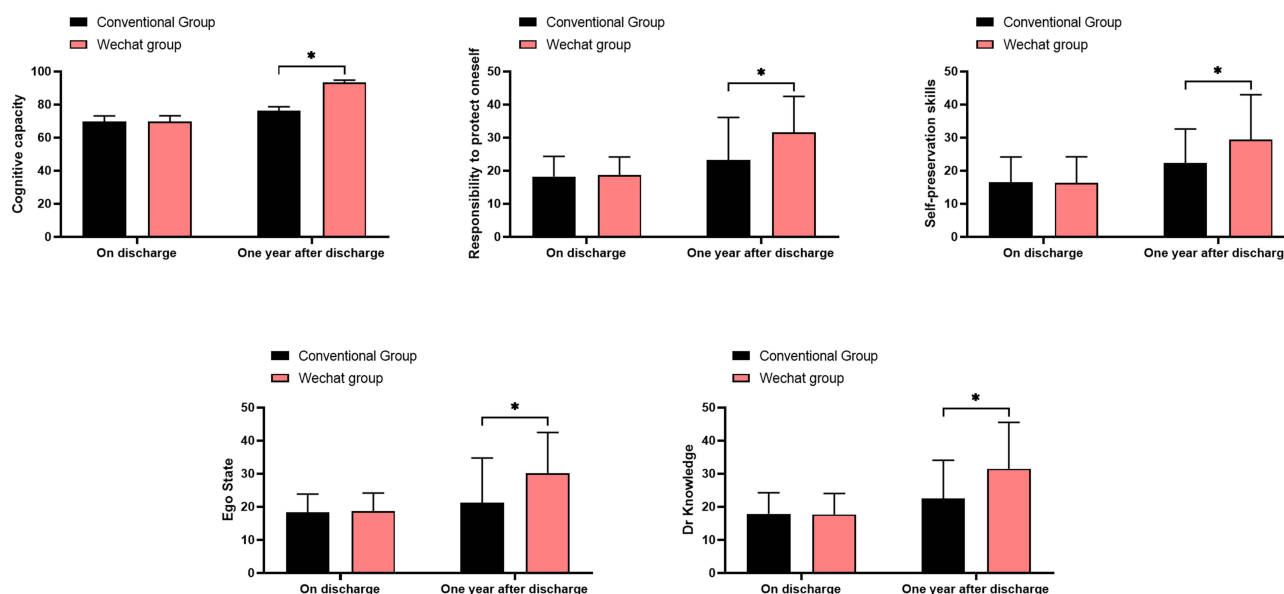 Conventional Group
Wechat group
Cognitive capacity
100
80
60
40
20
0
*
On discharge
One year after discharge
Conventional Group
Wechat group
Responsibility to protect oneself
50
40
30
20
10
0
*
On discharge
One year after discharge
Conventional Group
Wechat group
Self-preservation skills
50
40
30
20
10
0
*
On discharge
One year after discharg
Conventional Group
Wechat group
Ego State
50
40
30
20
10
0
*
On discharge
One year after discharge
Conventional Group
Wechat group
Dr Knowledge
50
40
30
20
10
0
*
On discharge
One year after discharge